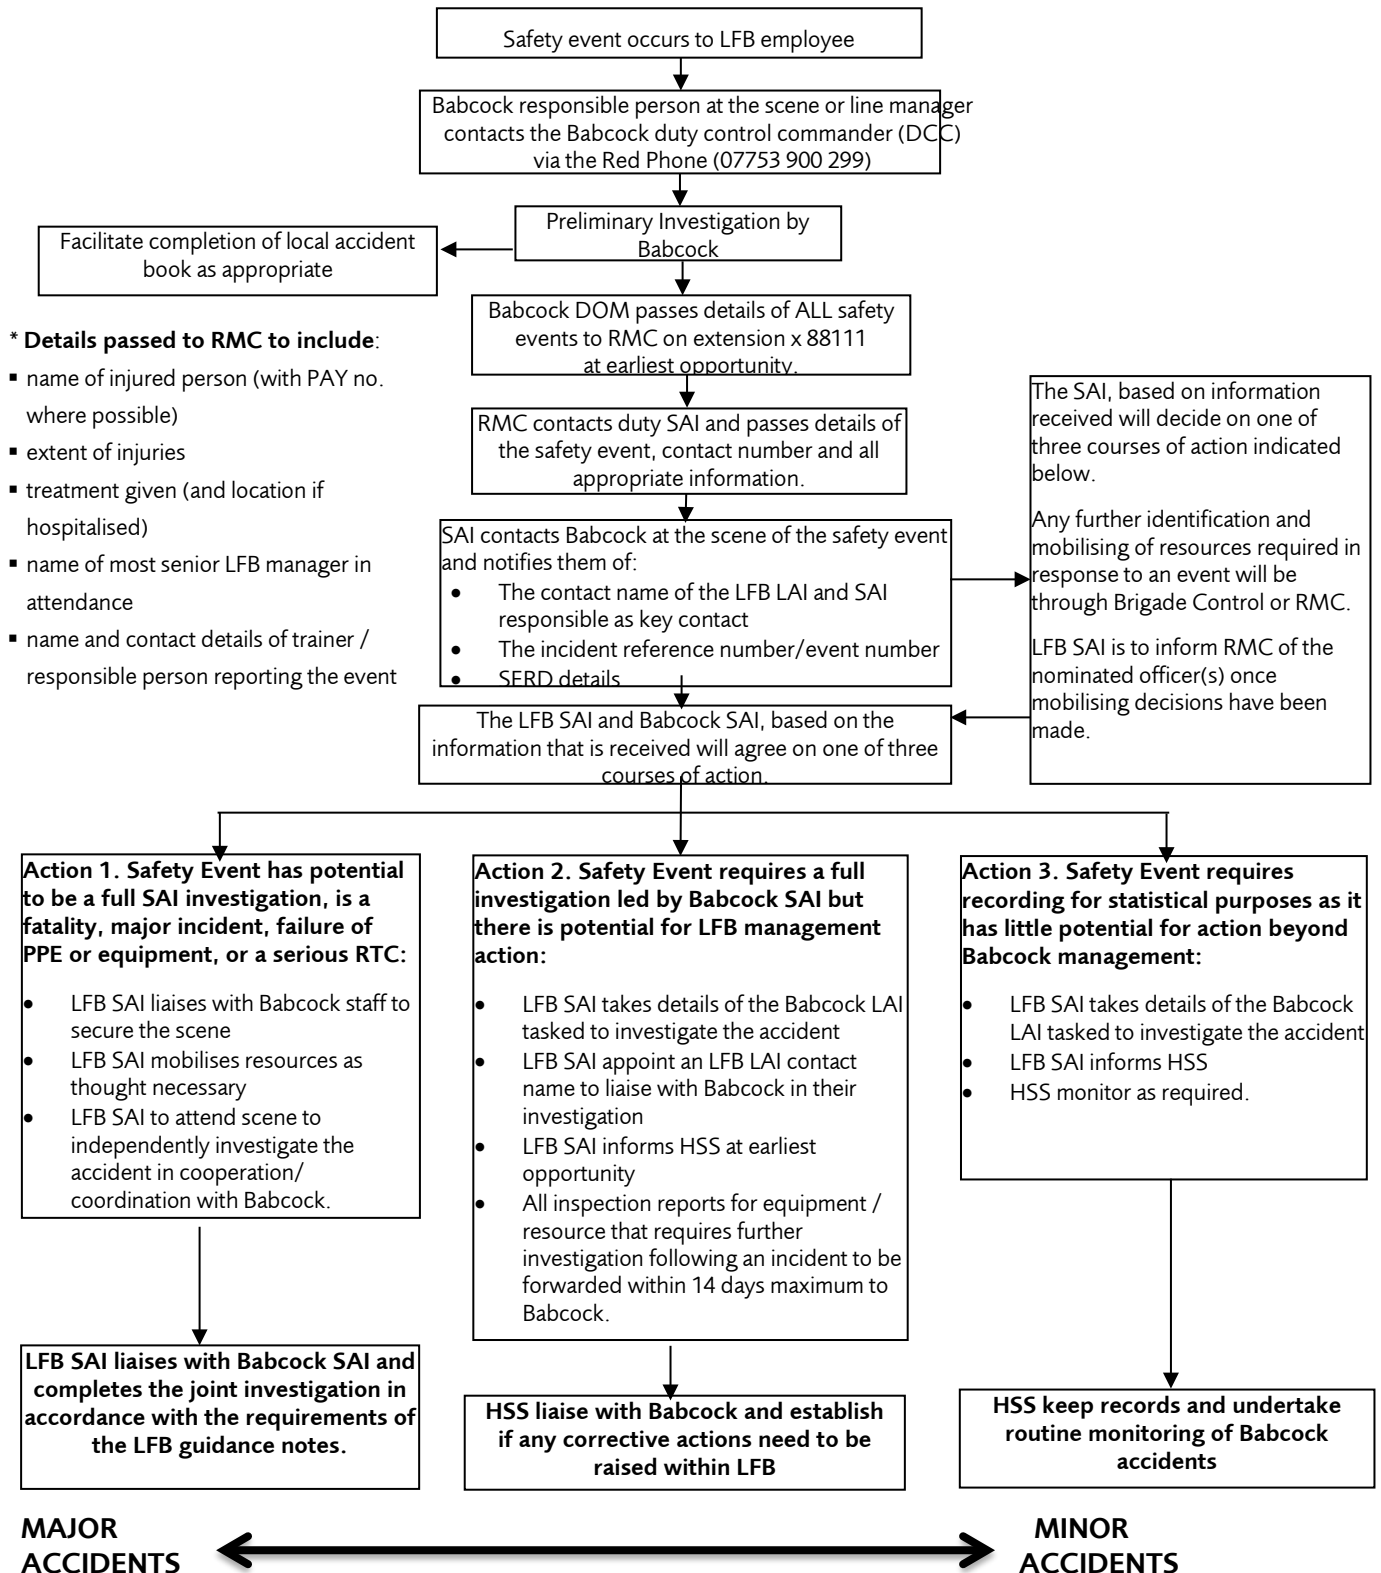 Safety event occurs to LFB employee
Babcock responsible person at the scene or line manager
contacts the Babcock duty control commander (DCC)
via the Red Phone (07753 900 299)
Preliminary Investigation by
Babcock
Facilitate completion of local accident
book as appropriate
Babcock DOM passes details of ALL safety
events to RMC on extension x 88111
at earliest opportunity.
* Details passed to RMC to include:
▪ name of injured person (with PAY no.
where possible)
▪ extent of injuries
▪ treatment given (and location if
hospitalised)
▪ name of most senior LFB manager in
attendance
▪ name and contact details of trainer /
responsible person reporting the event
RMC contacts duty SAI and passes details of
the safety event, contact number and all
appropriate information.
SAI contacts Babcock at the scene of the safety event
and notifies them of:
• The contact name of the LFB LAI and SAI
responsible as key contact
• The incident reference number/event number
• SERD details
The SAI, based on information
received will decide on one of
three courses of action indicated
below.
Any further identification and
mobilising of resources required in
response to an event will be
through Brigade Control or RMC.
LFB SAI is to inform RMC of the
nominated officer(s) once
mobilising decisions have been
made.
The LFB SAI and Babcock SAI, based on the
information that is received will agree on one of three
courses of action.
Action 1. Safety Event has potential
to be a full SAI investigation, is a
fatality, major incident, failure of
PPE or equipment, or a serious RTC:
• LFB SAI liaises with Babcock staff to
secure the scene
• LFB SAI mobilises resources as
thought necessary
• LFB SAI to attend scene to
independently investigate the
accident in cooperation/
coordination with Babcock.
Action 2. Safety Event requires a full
investigation led by Babcock SAI but
there is potential for LFB management
action:
• LFB SAI takes details of the Babcock LAI
tasked to investigate the accident
• LFB SAI appoint an LFB LAI contact
name to liaise with Babcock in their
investigation
• LFB SAI informs HSS at earliest
opportunity
• All inspection reports for equipment /
resource that requires further
investigation following an incident to be
forwarded within 14 days maximum to
Babcock.
Action 3. Safety Event requires
recording for statistical purposes as it
has little potential for action beyond
Babcock management:
• LFB SAI takes details of the Babcock
LAI tasked to investigate the accident
• LFB SAI informs HSS
• HSS monitor as required.
LFB SAI liaises with Babcock SAI and
completes the joint investigation in
accordance with the requirements of
the LFB guidance notes.
HSS liaise with Babcock and establish
if any corrective actions need to be
raised within LFB
HSS keep records and undertake
routine monitoring of Babcock
accidents
MAJOR
ACCIDENTS
MINOR
ACCIDENTS